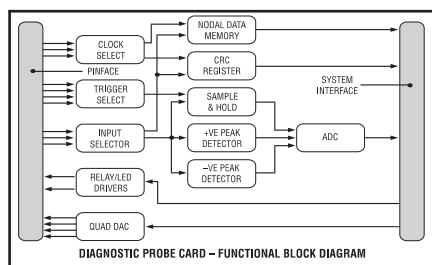 NODAL DATA
MEMORY
CLOCK
SELECT
CRC
REGISTER
PINFACE
SYSTEM
INTERFACE
TRIGGER
SELECT
SAMPLE
& HOLD
INPUT
SELECTOR
+VE PEAK
DETECTOR
ADC
–VE PEAK
DETECTOR
RELAY/LED
DRIVERS
QUAD DAC
DIAGNOSTIC PROBE CARD – FUNCTIONAL BLOCK DIAGRAM